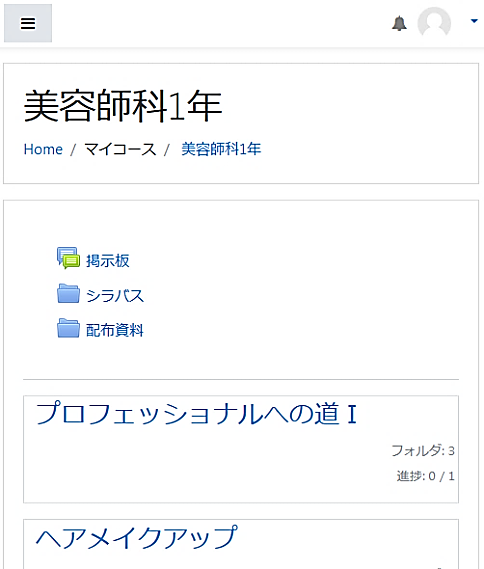 美容師科1年
Home / マイコース / 美容師科1年
掲示板
シラバス
配布資料
プロフェッショナルへの道 I
フォルダ: 3
進捗: 0 / 1
ヘアメイクアップ